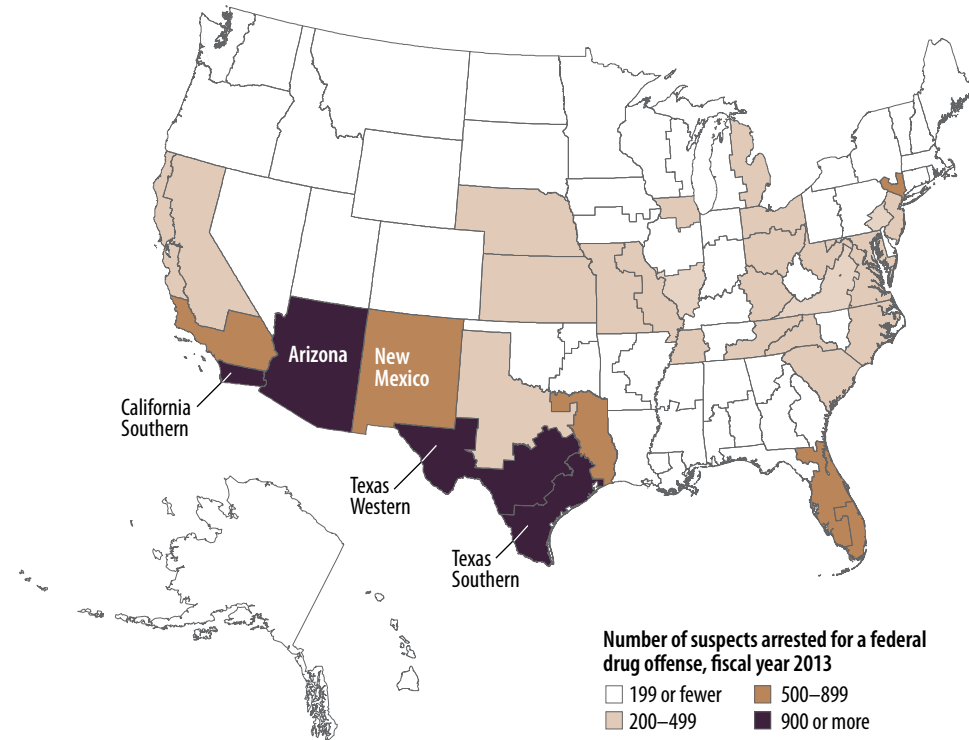 Arizona
New
Mexico
California
Southern
Texas
Western
Texas
Southern
Number of suspects arrested for a federal
drug offense, fiscal year 2013
199 or fewer
500–899
200–499
900 or more